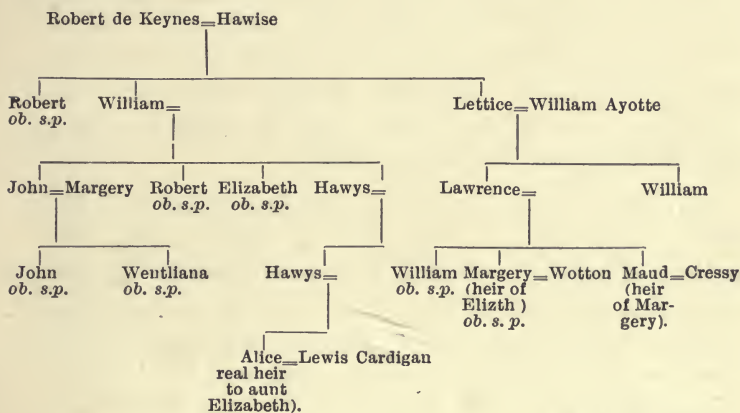 Robert de Keynes=Hawise
Robert William= Lettice=William Ayotte
ob. s.p.
John=Margery Robert Elizabeth Hawys= Lawrence= William
ob. s.p. ob. s.p.
John Wentliana Hawys= William Margery=Wotton Maud=Cressy
ob. s.p. ob. s.p. ob. s.p. (heir of (heir
Elizth ) of Mar-
ob. s. p. gery).
Alice=Lewis Cardigan
real heir
to aunt
Elizabeth).